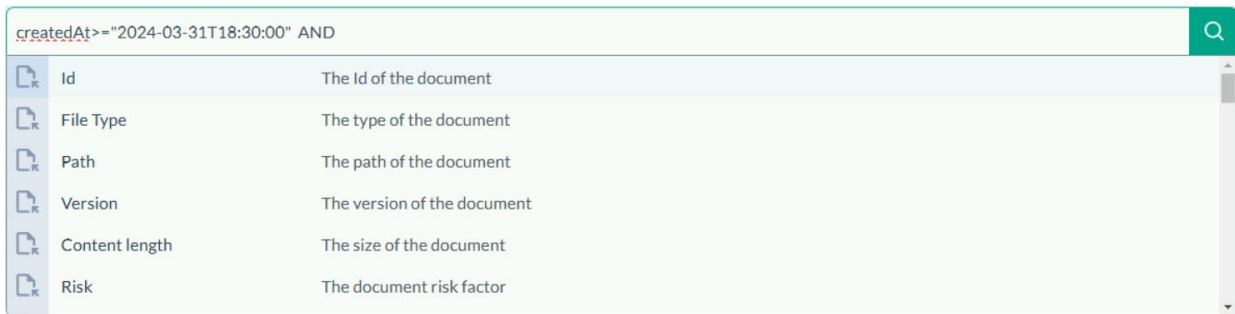 createdAt>="2024-03-31T18:30:00" AND
Id The Id of the document
File Type The type of the document
Path The path of the document
Version The version of the document
Content length The size of the document
Risk The document risk factor